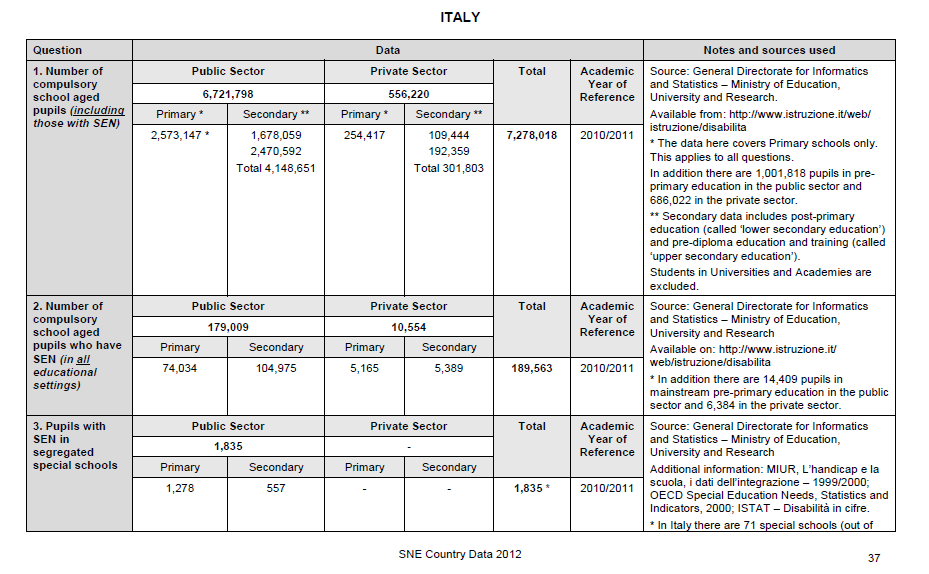 ITALY
Question
Data
Notes and sources used
1. Number of
compulsory
school aged
pupils (including
those with SEN)
Public Sector
Private Sector
Total
Academic
Year of
Reference
6,721,798
556,220
Primary *
Secondary **
Primary *
Secondary **
2,573,147 *
1,678,059
2,470,592
Total 4,148,651
254,417
109,444
192,359
Total 301,803
7,278,018
2010/2011
Source: General Directorate for Informatics
and Statistics – Ministry of Education,
University and Research.
Available from: http://www.istruzione.it/web/
istruzione/disabilita
* The data here covers Primary schools only.
This applies to all questions.
In addition there are 1,001,818 pupils in pre-
primary education in the public sector and
686,022 in the private sector.
** Secondary data includes post-primary
education (called ‘lower secondary education’)
and pre-diploma education and training (called
‘upper secondary education’).
Students in Universities and Academies are
excluded.
2. Number of
compulsory
school aged
pupils who have
SEN (in all
educational
settings)
Public Sector
Private Sector
Total
Academic
Year of
Reference
179,009
10,554
Primary
Secondary
Primary
Secondary
74,034
104,975
5,165
5,389
189,563
2010/2011
Source: General Directorate for Informatics
and Statistics – Ministry of Education,
University and Research
Available on: http://www.istruzione.it/
web/istruzione/disabilita
* In addition there are 14,409 pupils in
mainstream pre-primary education in the public
sector and 6,384 in the private sector.
3. Pupils with
SEN in
segregated
special schools
Public Sector
Private Sector
Total
Academic
Year of
Reference
1,835
-
Primary
Secondary
Primary
Secondary
1,278
557
-
-
1,835 *
2010/2011
Source: General Directorate for Informatics
and Statistics – Ministry of Education,
University and Research
Additional information: MIUR, L’handicap e la
scuola, i dati dell’integrazione – 1999/2000;
OECD Special Education Needs, Statistics and
Indicators, 2000; ISTAT – Disabilità in cifre.
* In Italy there are 71 special schools (out of
SNE Country Data 2012
37